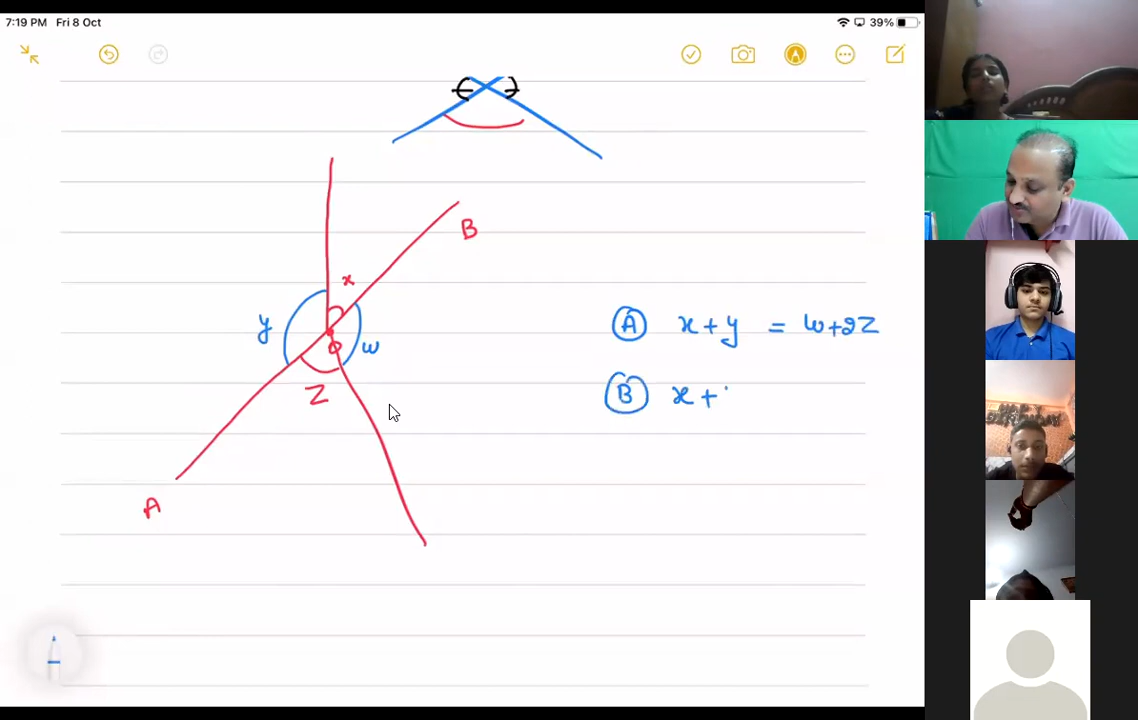 7:19 PM Fri 8 Oct 39%
B
x
y
w
Z
A
A x + y = w + 2Z
B x +